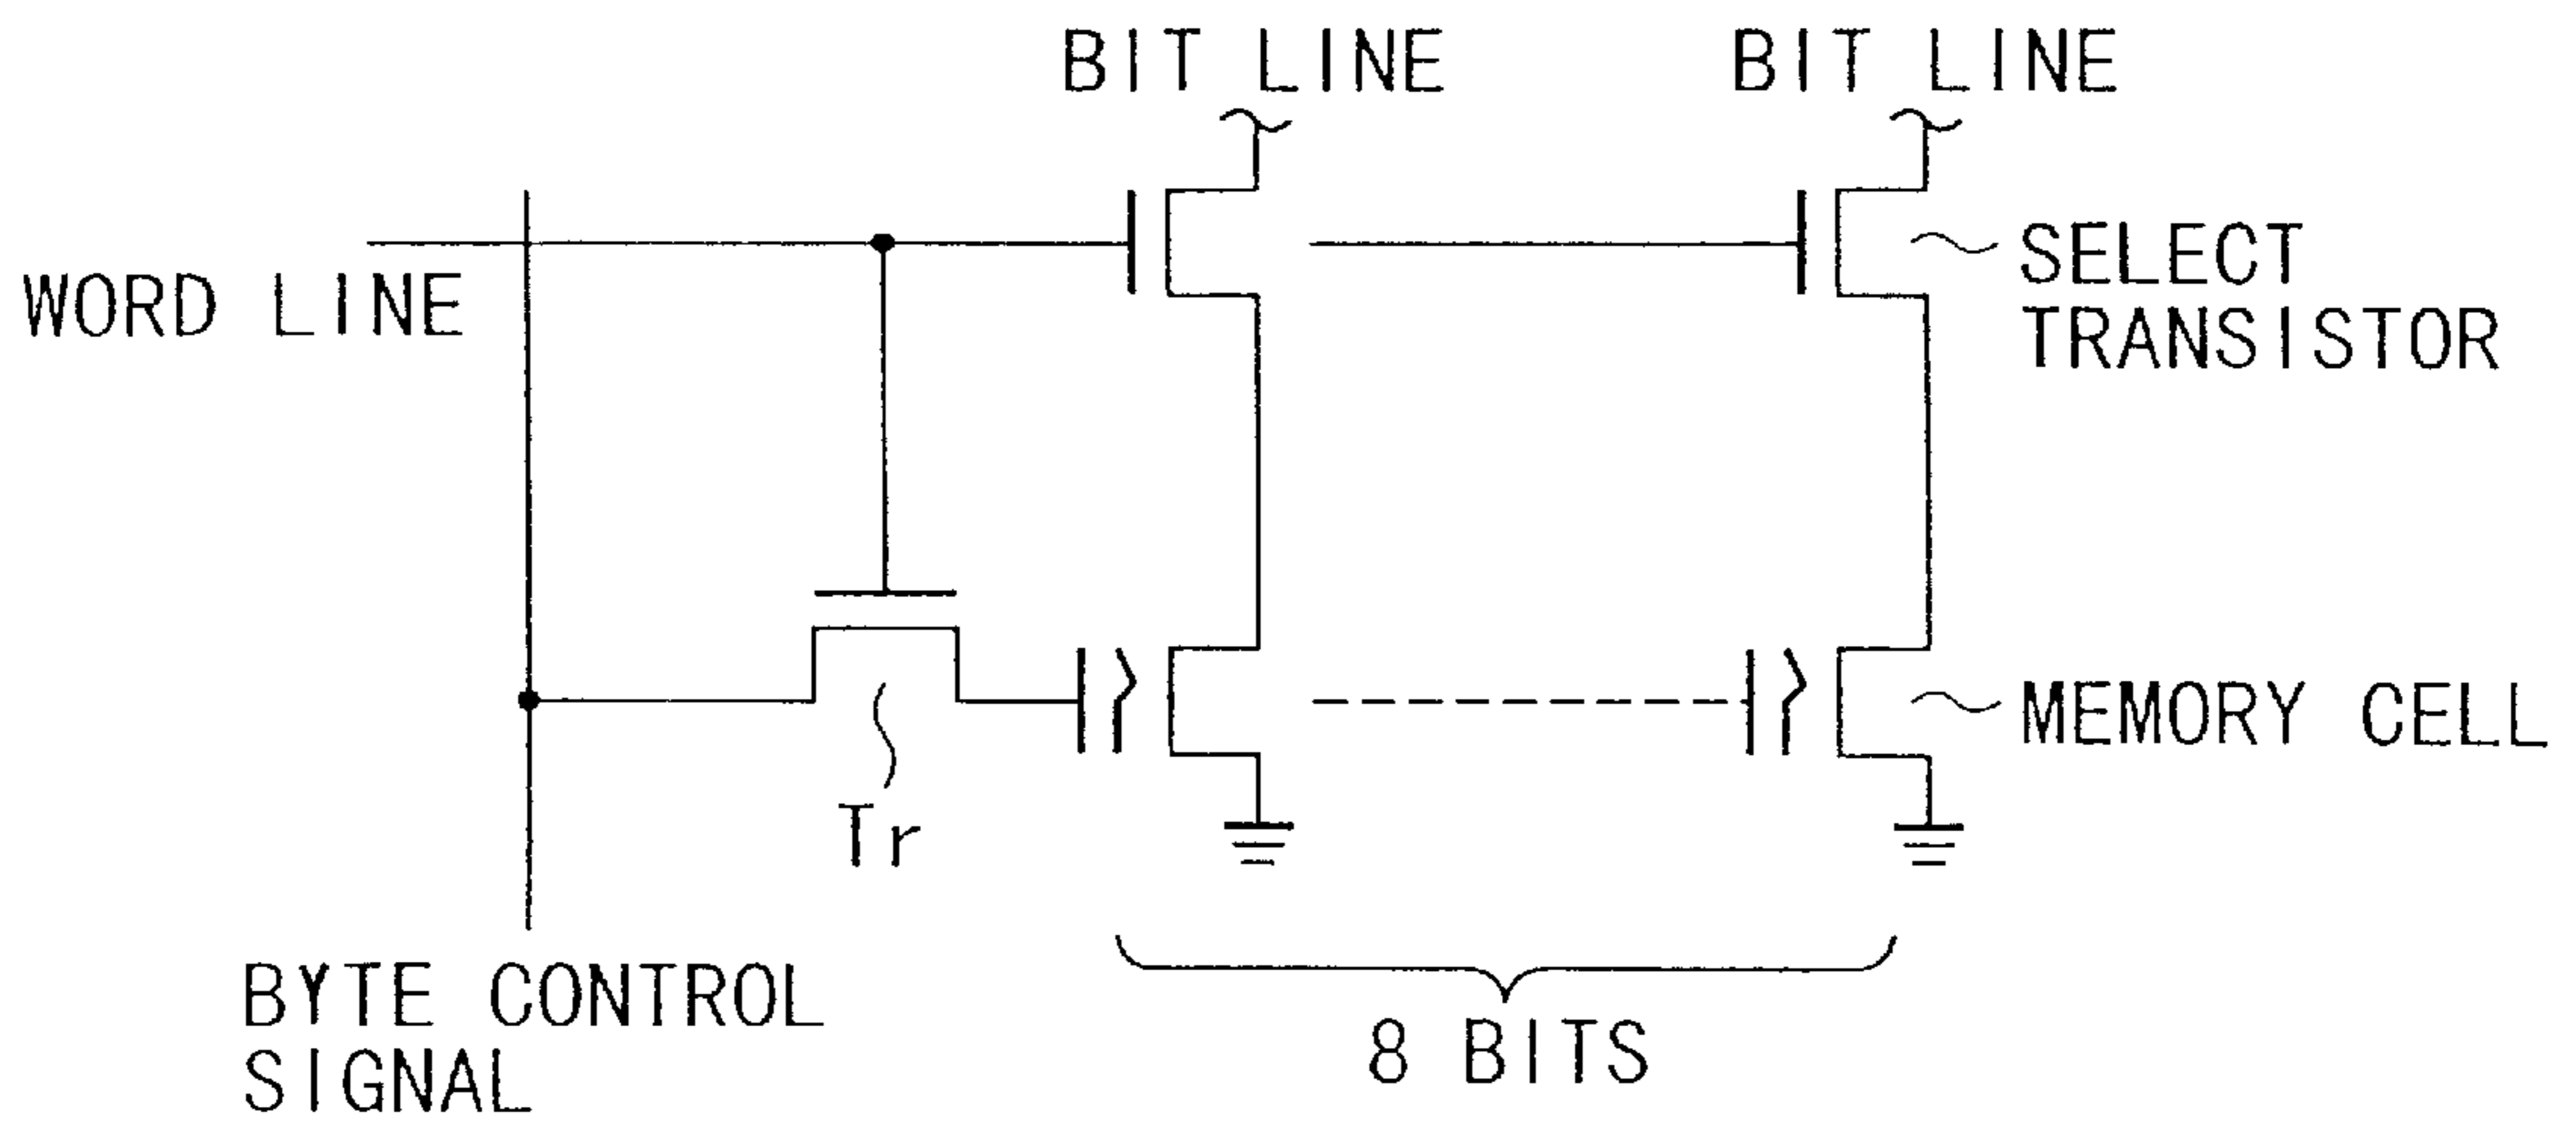 BIT LINE
BIT LINE
WORD LINE
SELECT
TRANSISTOR
MEMORY CELL
Tr
BYTE CONTROL
SIGNAL
8 BITS